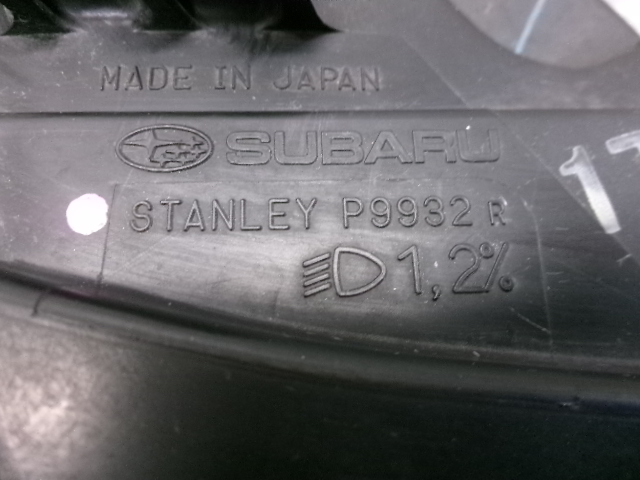 MADE IN JAPAN
SUBARU
STANLEY P9932 R
1,2%